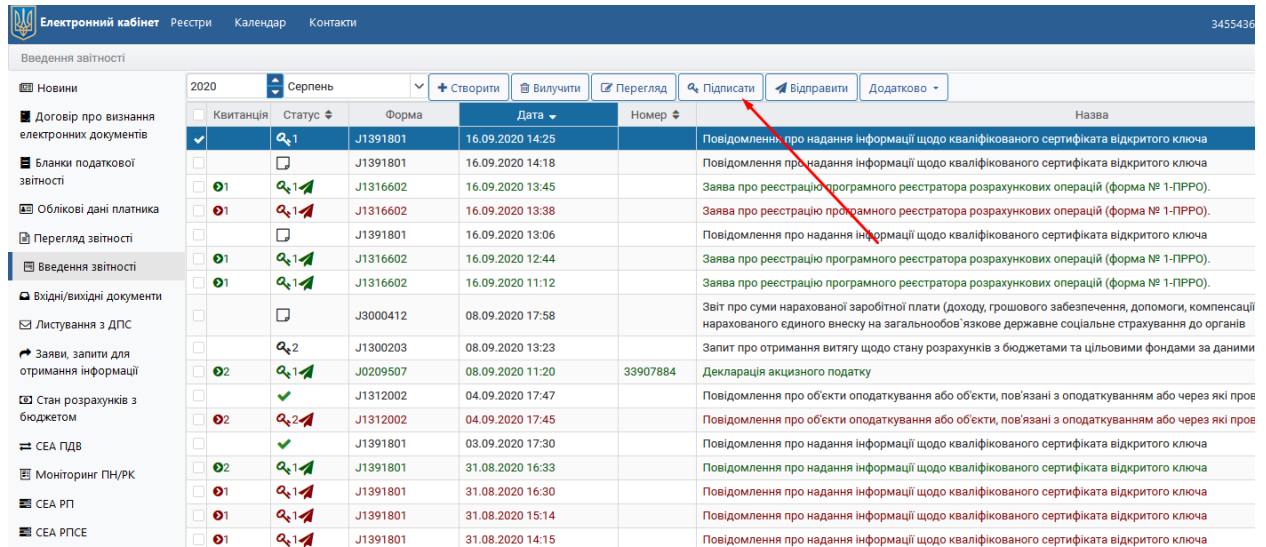 Електронний кабінет Реєстри Календар Контакти 3455436
Введення звітності
Новини
Договір про визнання
електронних документів
Бланки податкової
звітності
Облікові дані платника
Перегляд звітності
Введення звітності
Вхідні/вихідні документи
Листування з ДПС
Заяви, запити для
отримання інформації
Стан розрахунків з
бюджетом
СЕА ПДВ
Моніторинг ПН/РК
СЕА РП
СЕА РПСЕ
2020 Серпень Створити Вилучити Перегляд Підписати Відправити Додатково
Квитанція Статус Форма Дата Номер Назва
1 J1391801 16.09.2020 14:25 Повідомлення про надання інформації щодо кваліфікованого сертифіката відкритого ключа
J1391801 16.09.2020 14:18 Повідомлення про надання інформації щодо кваліфікованого сертифіката відкритого ключа
1 1 J1316602 16.09.2020 13:45 Заява про реєстрацію програмного реєстратора розрахункових операцій (форма № 1-ПРРО).
1 1 J1316602 16.09.2020 13:38 Заява про реєстрацію програмного реєстратора розрахункових операцій (форма № 1-ПРРО).
J1391801 16.09.2020 13:06 Повідомлення про надання інформації щодо кваліфікованого сертифіката відкритого ключа
1 1 J1316602 16.09.2020 12:44 Заява про реєстрацію програмного реєстратора розрахункових операцій (форма № 1-ПРРО).
1 1 J1316602 16.09.2020 11:12 Заява про реєстрацію програмного реєстратора розрахункових операцій (форма № 1-ПРРО).
J3000412 08.09.2020 17:58 Звіт про суми нарахованої заробітної плати (доходу, грошового забезпечення, допомоги, компенсації
нарахованого єдиного внеску на загальнообов`язкове державне соціальне страхування до органів
2 J1300203 08.09.2020 13:23 Запит про отримання витягу щодо стану розрахунків з бюджетами та цільовими фондами за даними
2 1 J0209507 08.09.2020 11:20 33907884 Декларація акцизного податку
J1312002 04.09.2020 17:47 Повідомлення про об'єкти оподаткування або об'єкти, пов'язані з оподаткуванням або через які пров
2 2 J1312002 04.09.2020 17:45 Повідомлення про об'єкти оподаткування або об'єкти, пов'язані з оподаткуванням або через які пров
J1391801 03.09.2020 17:30 Повідомлення про надання інформації щодо кваліфікованого сертифіката відкритого ключа
2 1 J1391801 31.08.2020 16:33 Повідомлення про надання інформації щодо кваліфікованого сертифіката відкритого ключа
1 1 J1391801 31.08.2020 16:30 Повідомлення про надання інформації щодо кваліфікованого сертифіката відкритого ключа
1 1 J1391801 31.08.2020 15:14 Повідомлення про надання інформації щодо кваліфікованого сертифіката відкритого ключа
1 1 J1391801 31.08.2020 14:15 Повідомлення про надання інформації щодо кваліфікованого сертифіката відкритого ключа